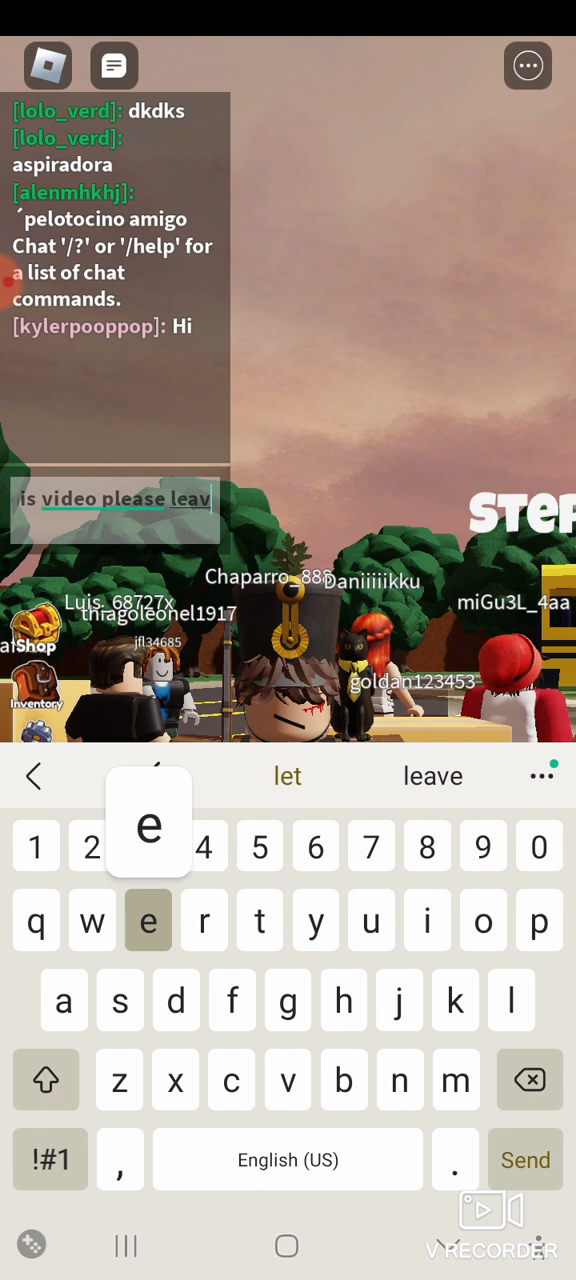 [lolo_verd]: dkdks
[lolo_verd]:
aspiradora
[alenmhkhj]:
´pelotocino amigo
Chat '/?' or '/help' for
a list of chat
commands.
[kylerpooppop]: Hi
is video please leav
STEP
Chaparro_888
Daniiiiikku
Luis_68727x
thiagoleonel1917
miGu3L_4aa
jfl34685
Shop
goldan123453
Inventory
let leave
e
1 2 4 5 6 7 8 9 0
q w e r t y u i o p
a s d f g h j k l
z x c v b n m
!#1 , English (US) . Send
V RECORDER